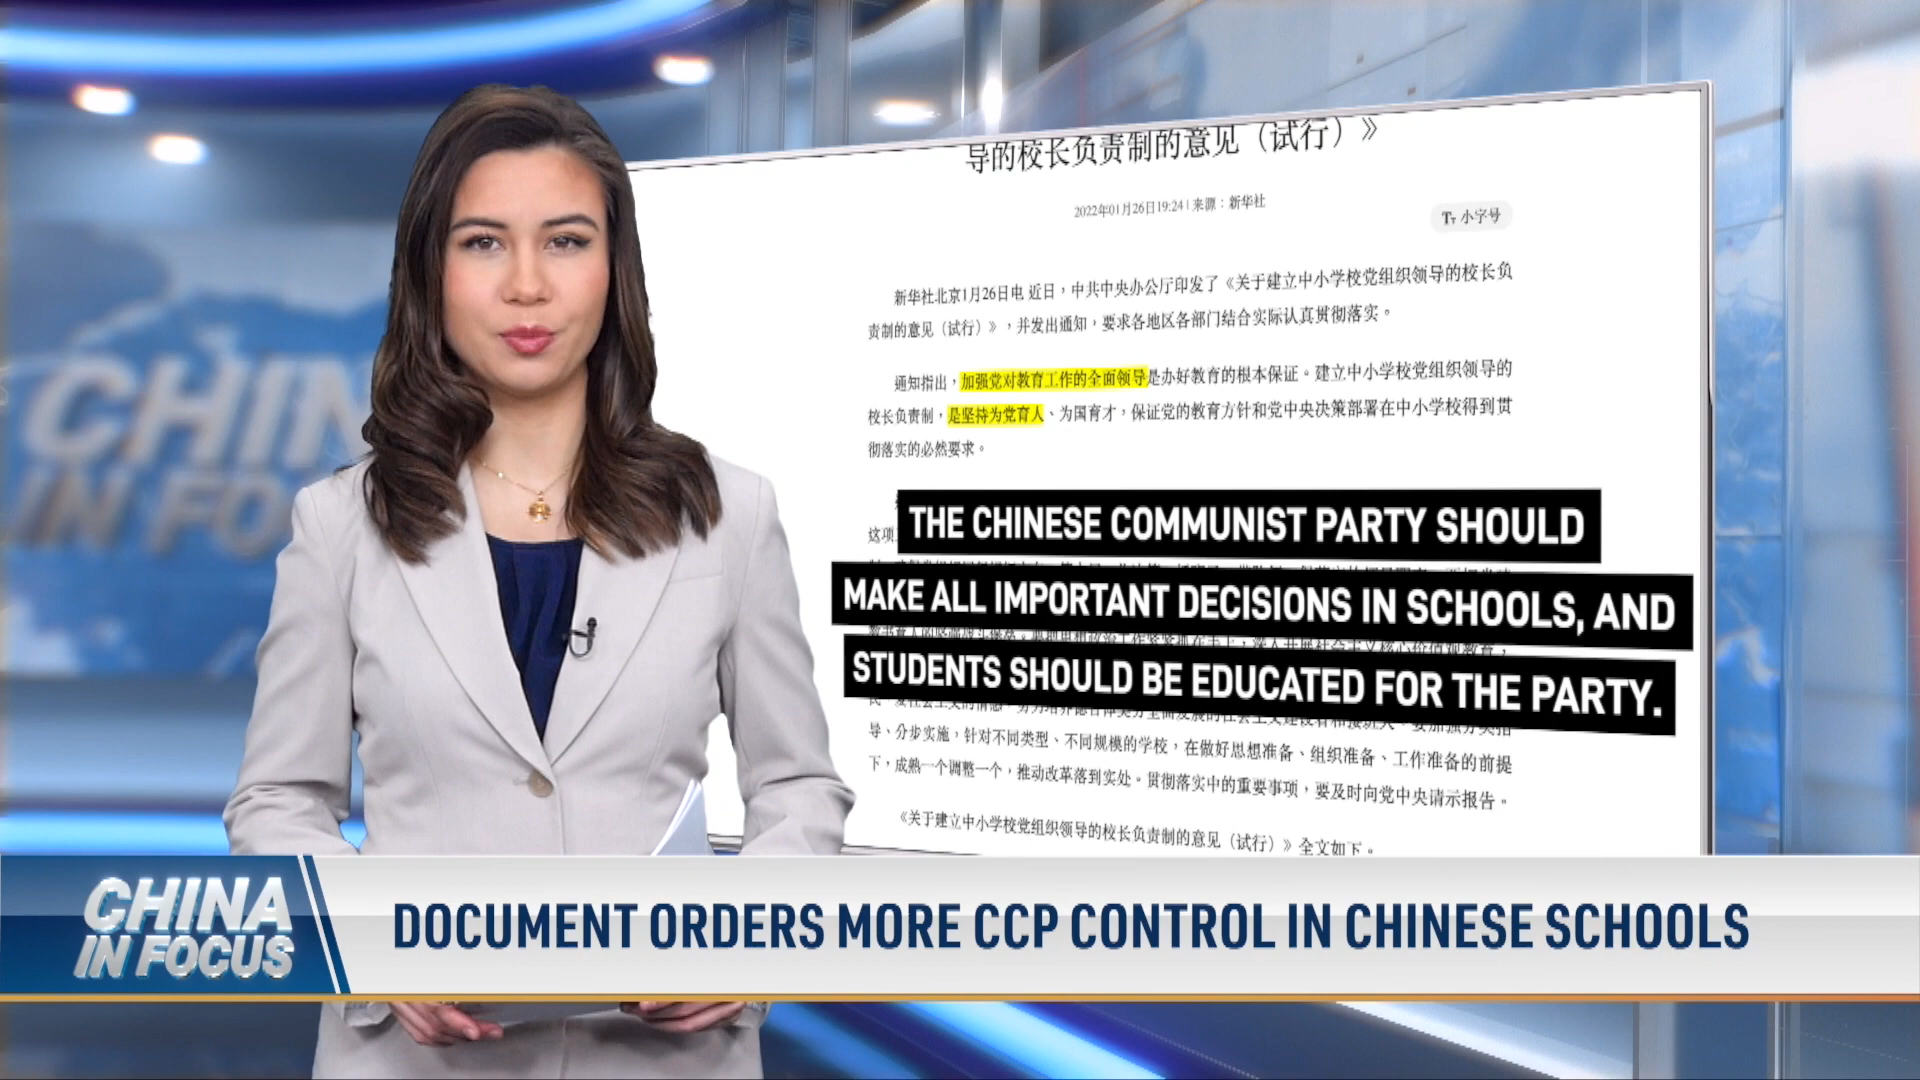 导的校长负责制的意见（试行）》
2022年01月26日19:24 | 来源：新华社
Tт 小字号
新华社北京1月26日电 近日，中共中央办公厅印发了《关于建立中小学校党组织领导的校长负
责制的意见（试行）》，并发出通知，要求各地区各部门结合实际认真贯彻落实。
通知指出，加强党对教育工作的全面领导是办好教育的根本保证。建立中小学校党组织领导的
校长负责制，是坚持为党育人、为国育才，保证党的教育方针和党中央决策部署在中小学校得到贯
彻落实的必然要求。
这项
THE CHINESE COMMUNIST PARTY SHOULD
MAKE ALL IMPORTANT DECISIONS IN SCHOOLS, AND
STUDENTS SHOULD BE EDUCATED FOR THE PARTY.
导、分步实施，针对不同类型、不同规模的学校，在做好思想准备、组织准备、工作准备的前提
下，成熟一个调整一个，推动改革落到实处。贯彻落实中的重要事项，要及时向党中央请示报告。
《关于建立中小学校党组织领导的校长负责制的意见（试行）》全文如下。
CHIN
IN FO
CHINA
IN FOCUS
DOCUMENT ORDERS MORE CCP CONTROL IN CHINESE SCHOOLS